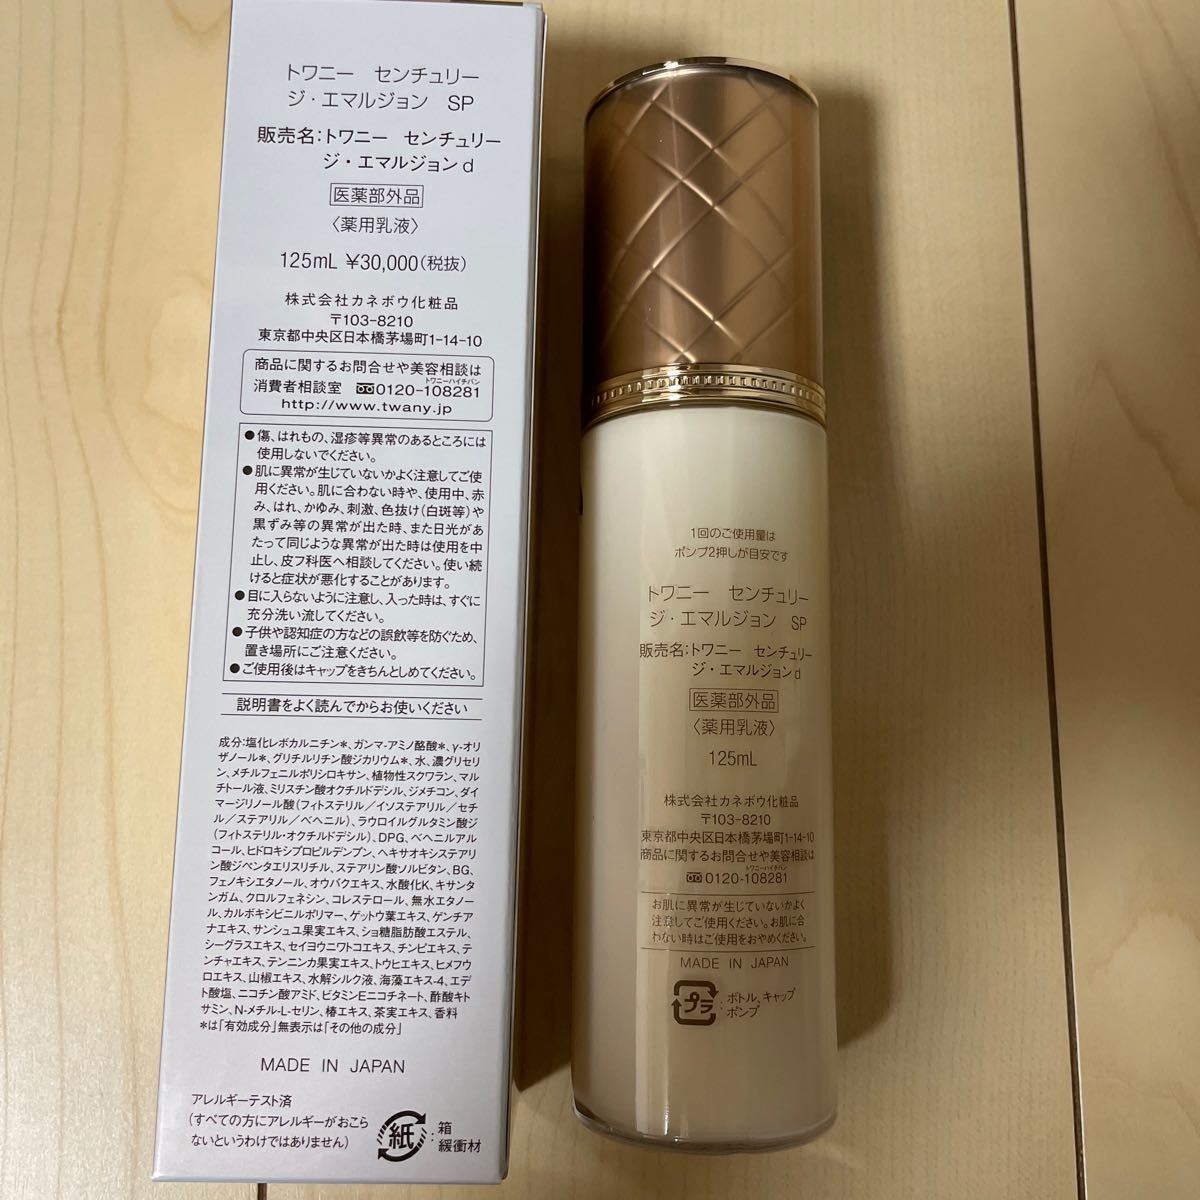 トワニー　センチュリー
ジ・エマルジョン　SP
販売名：トワニー　センチュリー
ジ・エマルジョンd
医薬部外品
〈薬用乳液〉
125mL ¥30,000（税抜）
株式会社カネボウ化粧品
〒103-8210
東京都中央区日本橋茅場町1-14-10
商品に関するお問合せや美容相談は
トワニーハイチバン
消費者相談室 0120-108281
http://www.twany.jp
●傷、はれもの、湿疹等異常のあるところには
使用しないでください。
●肌に異常が生じていないかよく注意してご使
用ください。肌に合わない時や、使用中、赤
み、はれ、かゆみ、刺激、色抜け（白斑等）や
黒ずみ等の異常が出た時、また日光があ
たって同じような異常が出た時は使用を中
止し、皮フ科医へ相談してください。使い続
けると症状が悪化することがあります。
●目に入らないように注意し、入った時は、すぐに
充分洗い流してください。
●子供や認知症の方などの誤飲等を防ぐため、
置き場所にご注意ください。
●ご使用後はキャップをきちんとしめてください。
説明書をよく読んでからお使いください
成分：塩化レボカルニチン＊、ガンマ-アミノ酪酸＊、γ-オリ
ザノール＊、グリチルリチン酸ジカリウム＊、水、濃グリセリ
ン、メチルフェニルポリシロキサン、植物性スクワラン、マル
チトール液、ミリスチン酸オクチルドデシル、ジメチコン、ダイ
マージリノール酸（フィトステリル／イソステアリル／セチ
ル／ステアリル／ベヘニル）、ラウロイルグルタミン酸ジ
（フィトステリル・オクチルドデシル）、DPG、ベヘニルアル
コール、ヒドロキシプロピルデンプン、ヘキサオキシステアリ
ン酸ジペンタエリスリチル、ステアリン酸ソルビタン、BG、
フェノキシエタノール、オウバクエキス、水酸化K、キサンタ
ンガム、クロルフェネシン、コレステロール、無水エタノー
ル、カルボキシビニルポリマー、ゲットウ葉エキス、ゲンチア
ナエキス、サンシュユ果実エキス、ショ糖脂肪酸エステル、
シーグラスエキス、セイヨウニワトコエキス、チンピエキス、テ
ンチャエキス、テンニンカ果実エキス、トウヒエキス、ヒメフウ
ロエキス、山椒エキス、水解シルク液、海藻エキス-4、エデ
ト酸塩、ニコチン酸アミド、ビタミンEニコチネート、酢酸キト
サミン、N-メチル-L-セリン、椿エキス、茶実エキス、香料
＊は「有効成分」無表示は「その他の成分」
MADE IN JAPAN
アレルギーテスト済
（すべての方にアレルギーがおこら
ないというわけではありません）
紙：箱
緩衝材
1回のご使用量は
ポンプ2押しが目安です
トワニー　センチュリー
ジ・エマルジョン　SP
販売名：トワニー　センチュリー
ジ・エマルジョンd
医薬部外品
〈薬用乳液〉
125mL
株式会社カネボウ化粧品
〒103-8210
東京都中央区日本橋茅場町1-14-10
商品に関するお問合せや美容相談は
トワニーハイチバン
0120-108281
お肌に異常が生じていないかよく
注意してご使用ください。お肌に合
わない時はご使用をおやめください。
MADE IN JAPAN
プラ：ボトル、キャップ
ポンプ